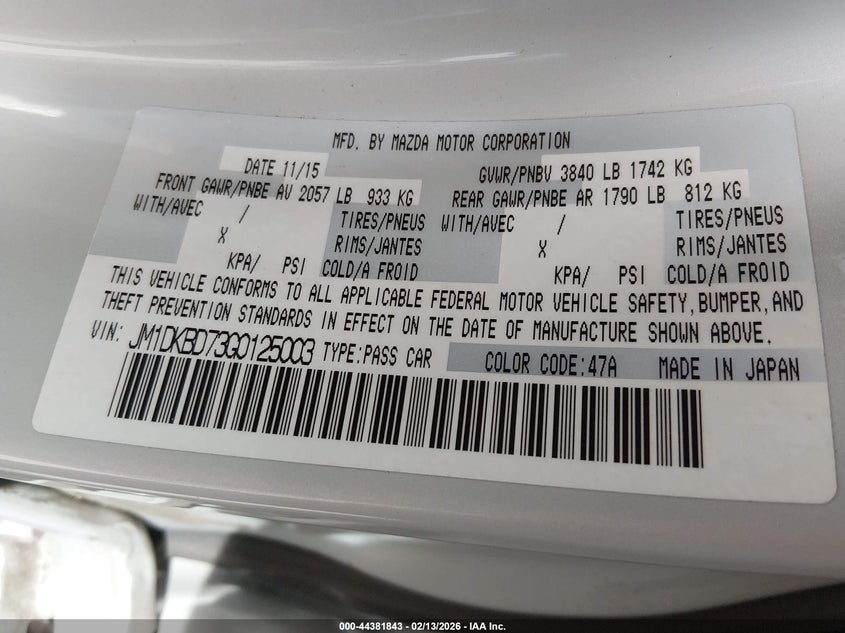 MFD. BY MAZDA MOTOR CORPORATION
DATE 11/15 GVWR/PNBV 3840 LB 1742 KG
FRONT GAWR/PNBE AV 2057 LB 933 KG REAR GAWR/PNBE AR 1790 LB 812 KG
WITH/AVEC / TIRES/PNEUS WITH/AVEC / TIRES/PNEUS
X RIMS/JANTES X RIMS/JANTES
KPA/ PSI COLD/A FROID KPA/ PSI COLD/A FROID
THIS VEHICLE CONFORMS TO ALL APPLICABLE FEDERAL MOTOR VEHICLE SAFETY, BUMPER, AND
THEFT PREVENTION STANDARDS IN EFFECT ON THE DATE OF MANUFACTURE SHOWN ABOVE.
VIN: JM1DKBD73G0125003 TYPE:PASS CAR COLOR CODE:47A MADE IN JAPAN
000-44381843 - 02/13/2026 - IAA Inc.